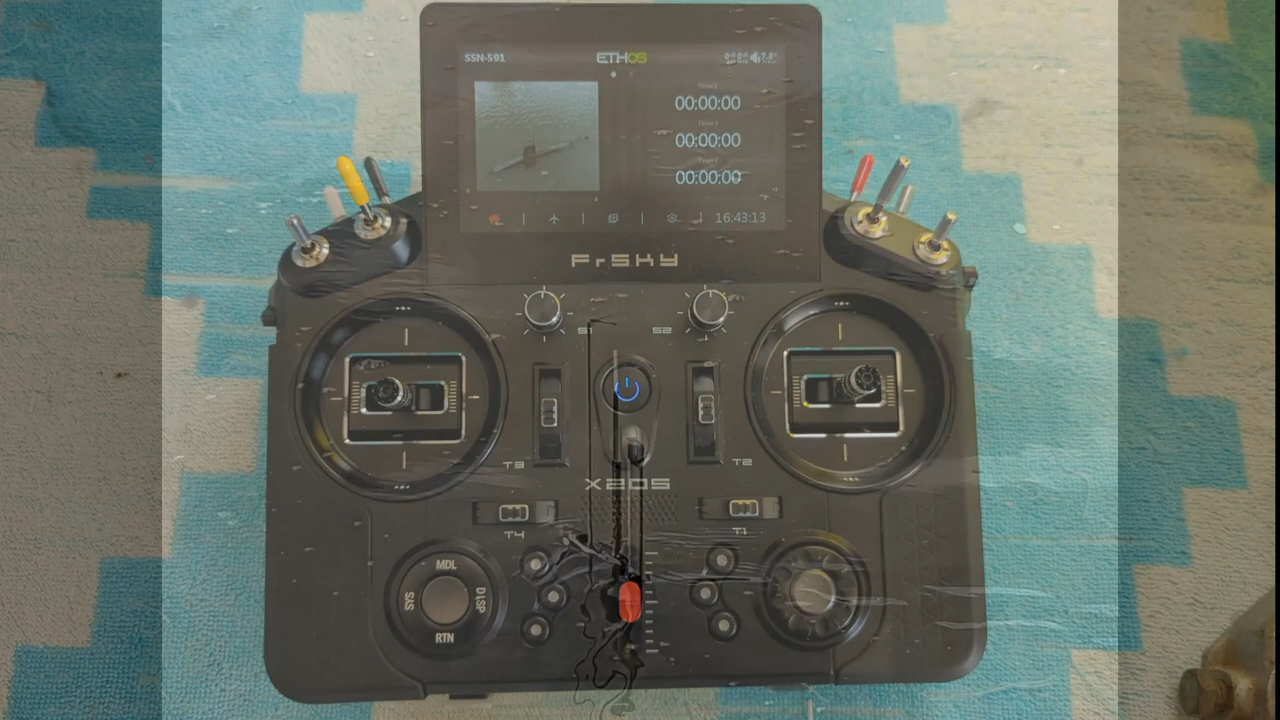 SSN-591
ETHOS
00:00:00
00:00:00
00:00:00
16:43:13
FrSKY
S1
S2
T3
T2
X20S
T4
T1
MDL
SYS
DISP
RTN